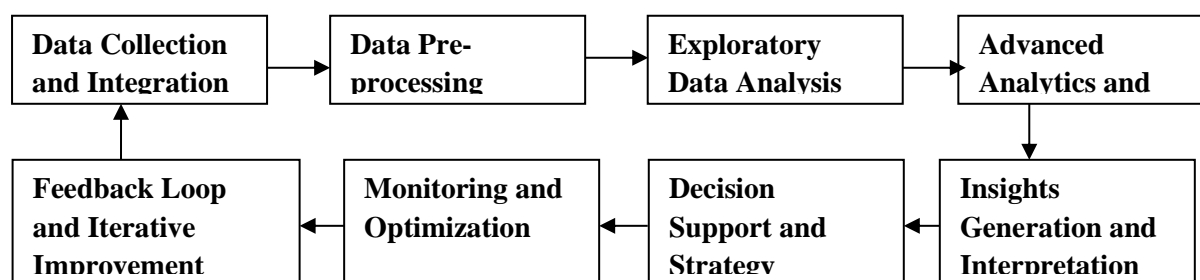 Data Collection
and Integration
Data Pre-
processing
Exploratory
Data Analysis
Advanced
Analytics and
Insights
Generation and
Interpretation
Decision
Support and
Strategy
Monitoring and
Optimization
Feedback Loop
and Iterative
Improvement